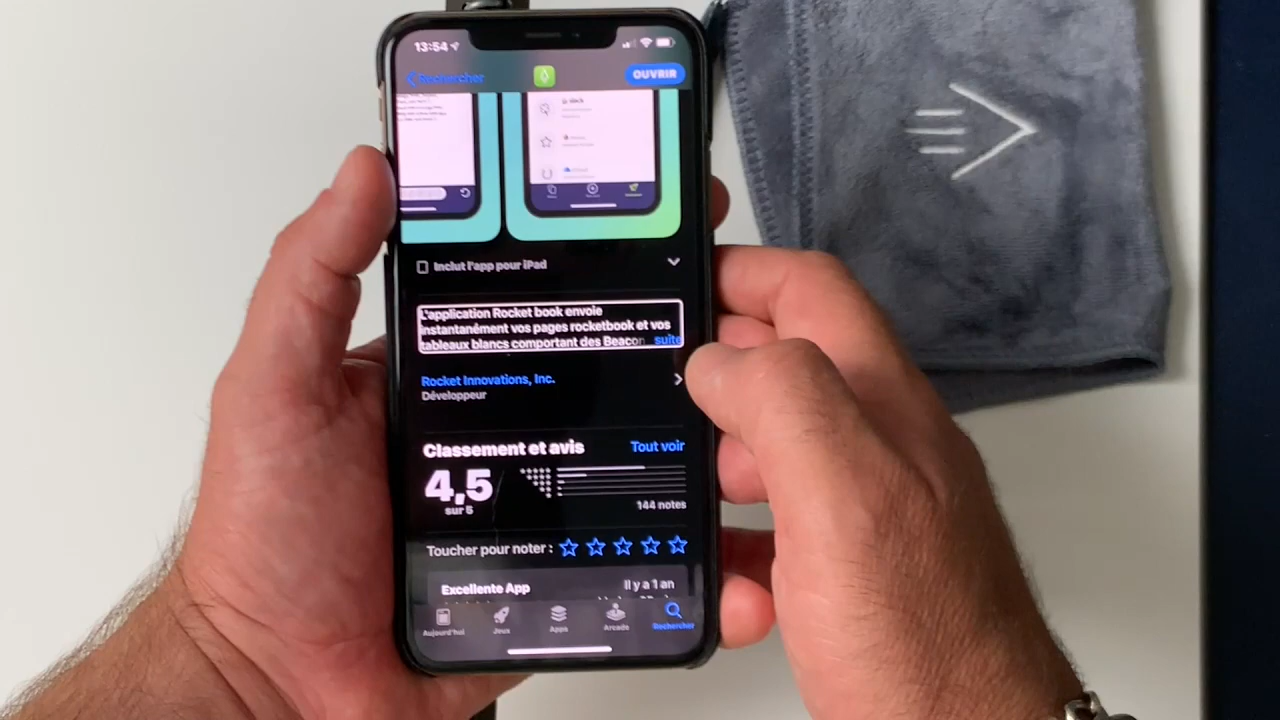 13:54
Rechercher
OUVRIR
slack
Inclut l'app pour iPad
L'application Rocket book envoie
instantanément vos pages rocketbook et vos
tableaux blancs comportant des Beacon suite
Rocket Innovations, Inc.
Développeur
Classement et avis Tout voir
4,5
sur 5
144 notes
Toucher pour noter :
Excellente App Il y a 1 an
Aujourd'hui Jeux Apps Arcade Rechercher